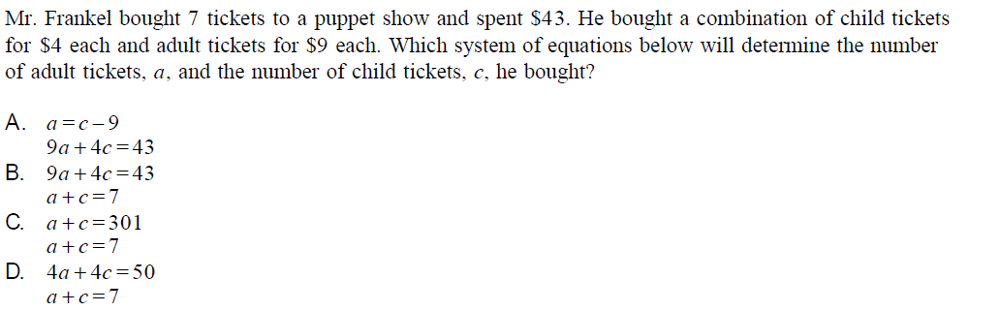 Mr. Frankel bought 7 tickets to a puppet show and spent $43. He bought a combination of child tickets
for $4 each and adult tickets for $9 each. Which system of equations below will determine the number
of adult tickets, a, and the number of child tickets, c, he bought?
A. a=c−9
9a+4c=43
B. 9a+4c=43
a+c=7
C. a+c=301
a+c=7
D. 4a+4c=50
a+c=7